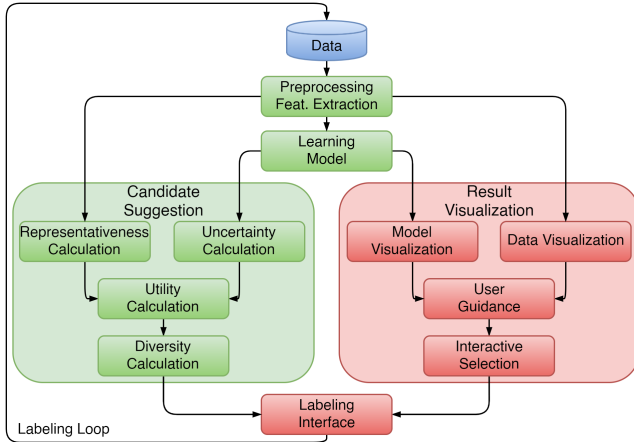 Data
Preprocessing
Feat. Extraction
Learning
Model
Candidate
Suggestion
Result
Visualization
Representativeness
Calculation
Uncertainty
Calculation
Model
Visualization
Data Visualization
Utility
Calculation
User
Guidance
Diversity
Calculation
Interactive
Selection
Labeling
Interface
Labeling Loop